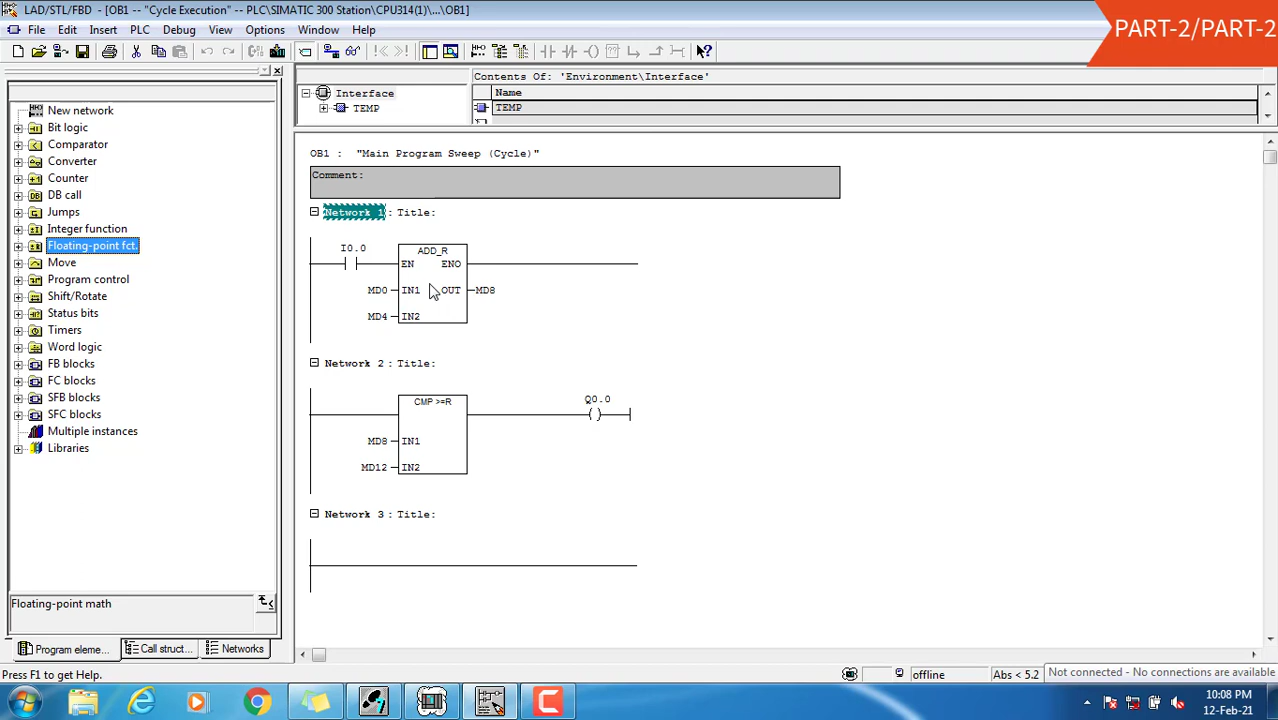 LAD/STL/FBD - [OB1 -- "Cycle Execution" -- PLC\SIMATIC 300 Station\CPU314(1)\...\OB1]
PART-2/PART-2
File Edit Insert PLC Debug View Options Window Help
Contents Of: 'Environment\Interface'
Interface
TEMP
Name
TEMP
New network
Bit logic
Comparator
Converter
Counter
DB call
Jumps
Integer function
Floating-point fct.
Move
Program control
Shift/Rotate
Status bits
Timers
Word logic
FB blocks
FC blocks
SFB blocks
SFC blocks
Multiple instances
Libraries
Floating-point math
Program eleme...
Call struct...
Networks
OB1 : "Main Program Sweep (Cycle)"
Comment:
Network 1: Title:
I0.0
ADD_R
EN ENO
MD0 IN1 OUT MD8
MD4 IN2
Network 2: Title:
CMP >=R
Q0.0
MD8 IN1
MD12 IN2
Network 3: Title:
Press F1 to get Help.
offline
Abs < 5.2
Not connected - No connections are available
10:08 PM
12-Feb-21